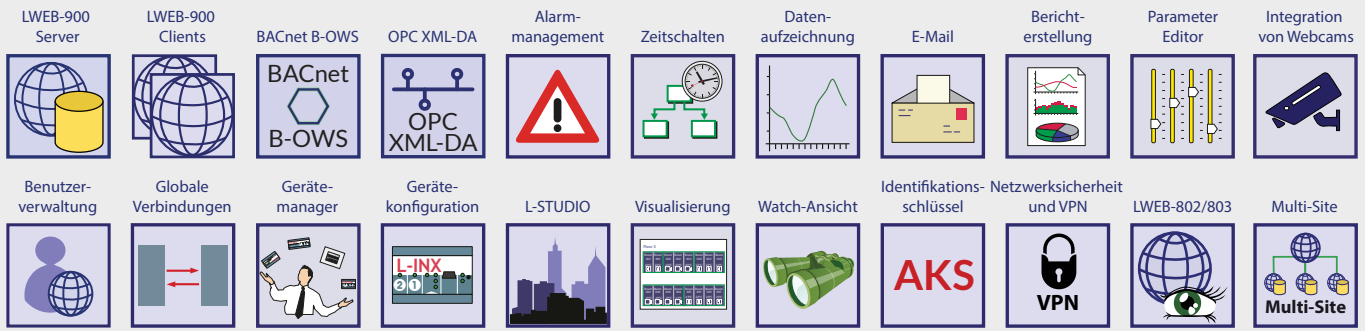 LWEB-900
Server
LWEB-900
Clients
BACnet B-OWS
OPC XML-DA
Alarm-
management
Zeitschalten
Daten-
aufzeichnung
E-Mail
Bericht-
erstellung
Parameter
Editor
Integration
von Webcams
BACnet
B-OWS
OPC
XML-DA
Benutzer-
verwaltung
Globale
Verbindungen
Geräte-
manager
Geräte-
konfiguration
L-STUDIO
Visualisierung
Watch-Ansicht
Identifikations-
schlüssel
Netzwerksicherheit
und VPN
LWEB-802/803
Multi-Site
L-INX
2 1
AKS
VPN
Multi-Site